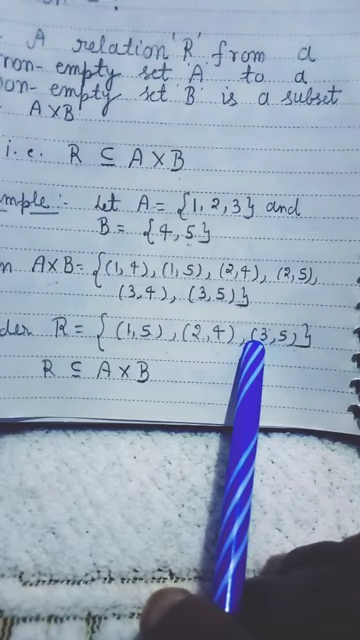 A relation 'R' from a
non-empty set 'A' to a
non-empty set 'B' is a subset
A×B
i.e. R ⊆ A×B
mple:- Let A = {1, 2, 3} and
B = {4, 5}
n A×B = {(1,4), (1,5), (2,4), (2,5),
(3,4), (3,5)}
der R = { (1,5), (2,4), (3,5)}
R ⊆ A×B